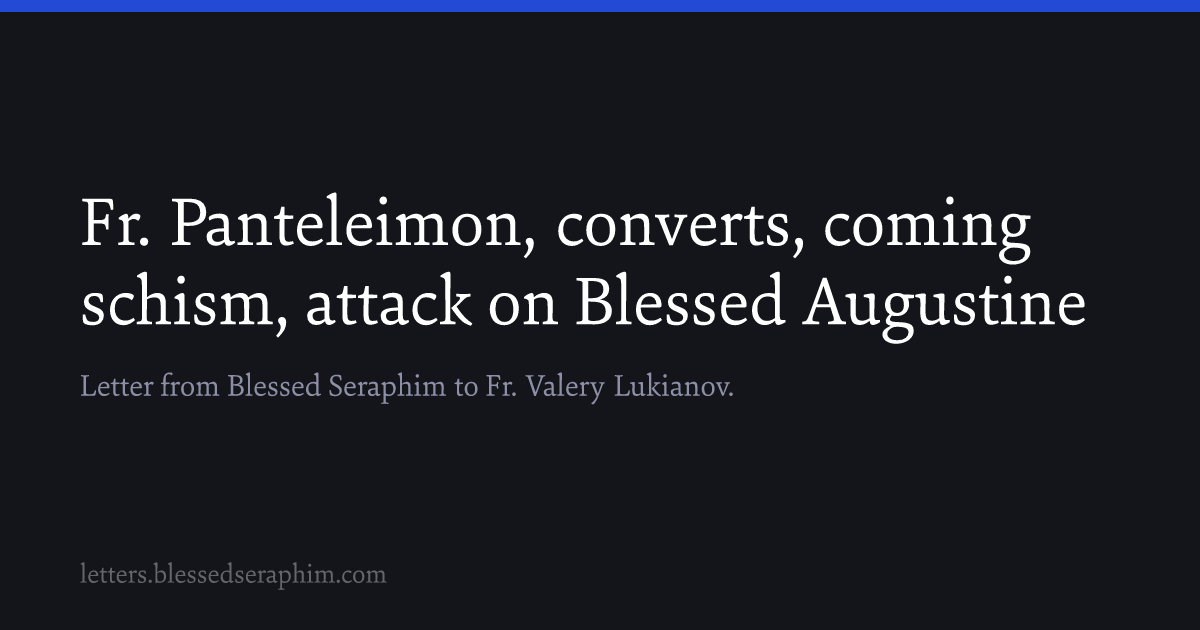 Fr. Panteleimon, converts, coming
schism, attack on Blessed Augustine
Letter from Blessed Seraphim to Fr. Valery Lukianov.
letters.blessedseraphim.com